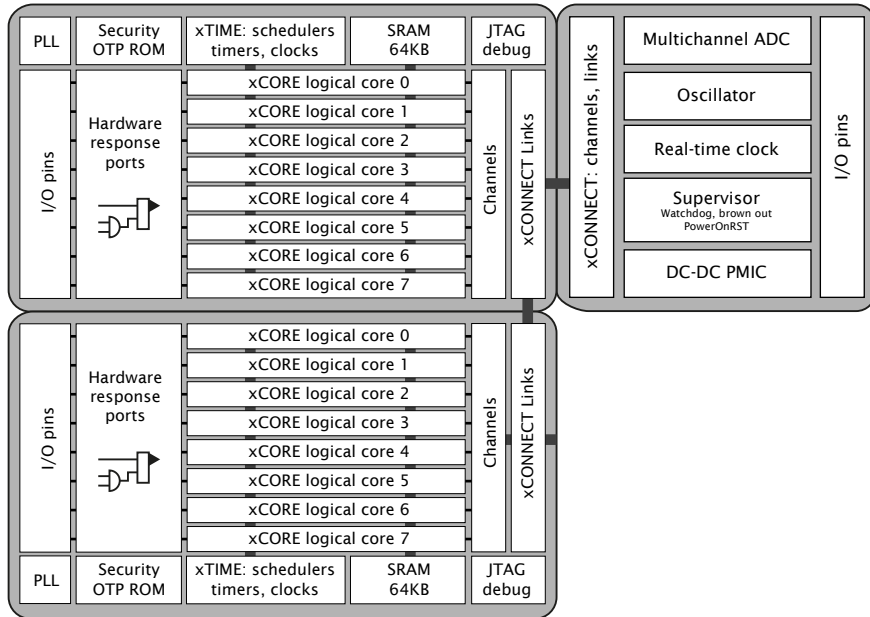 PLL
Security
OTP ROM
xTIME: schedulers
timers, clocks
SRAM
64KB
JTAG
debug
I/O pins
Hardware
response
ports
xCORE logical core 0
xCORE logical core 1
xCORE logical core 2
xCORE logical core 3
xCORE logical core 4
xCORE logical core 5
xCORE logical core 6
xCORE logical core 7
Channels
xCONNECT Links
xCONNECT: channels, links
Multichannel ADC
Oscillator
Real-time clock
Supervisor
Watchdog, brown out
PowerOnRST
DC-DC PMIC
I/O pins
I/O pins
Hardware
response
ports
xCORE logical core 0
xCORE logical core 1
xCORE logical core 2
xCORE logical core 3
xCORE logical core 4
xCORE logical core 5
xCORE logical core 6
xCORE logical core 7
Channels
xCONNECT Links
PLL
Security
OTP ROM
xTIME: schedulers
timers, clocks
SRAM
64KB
JTAG
debug